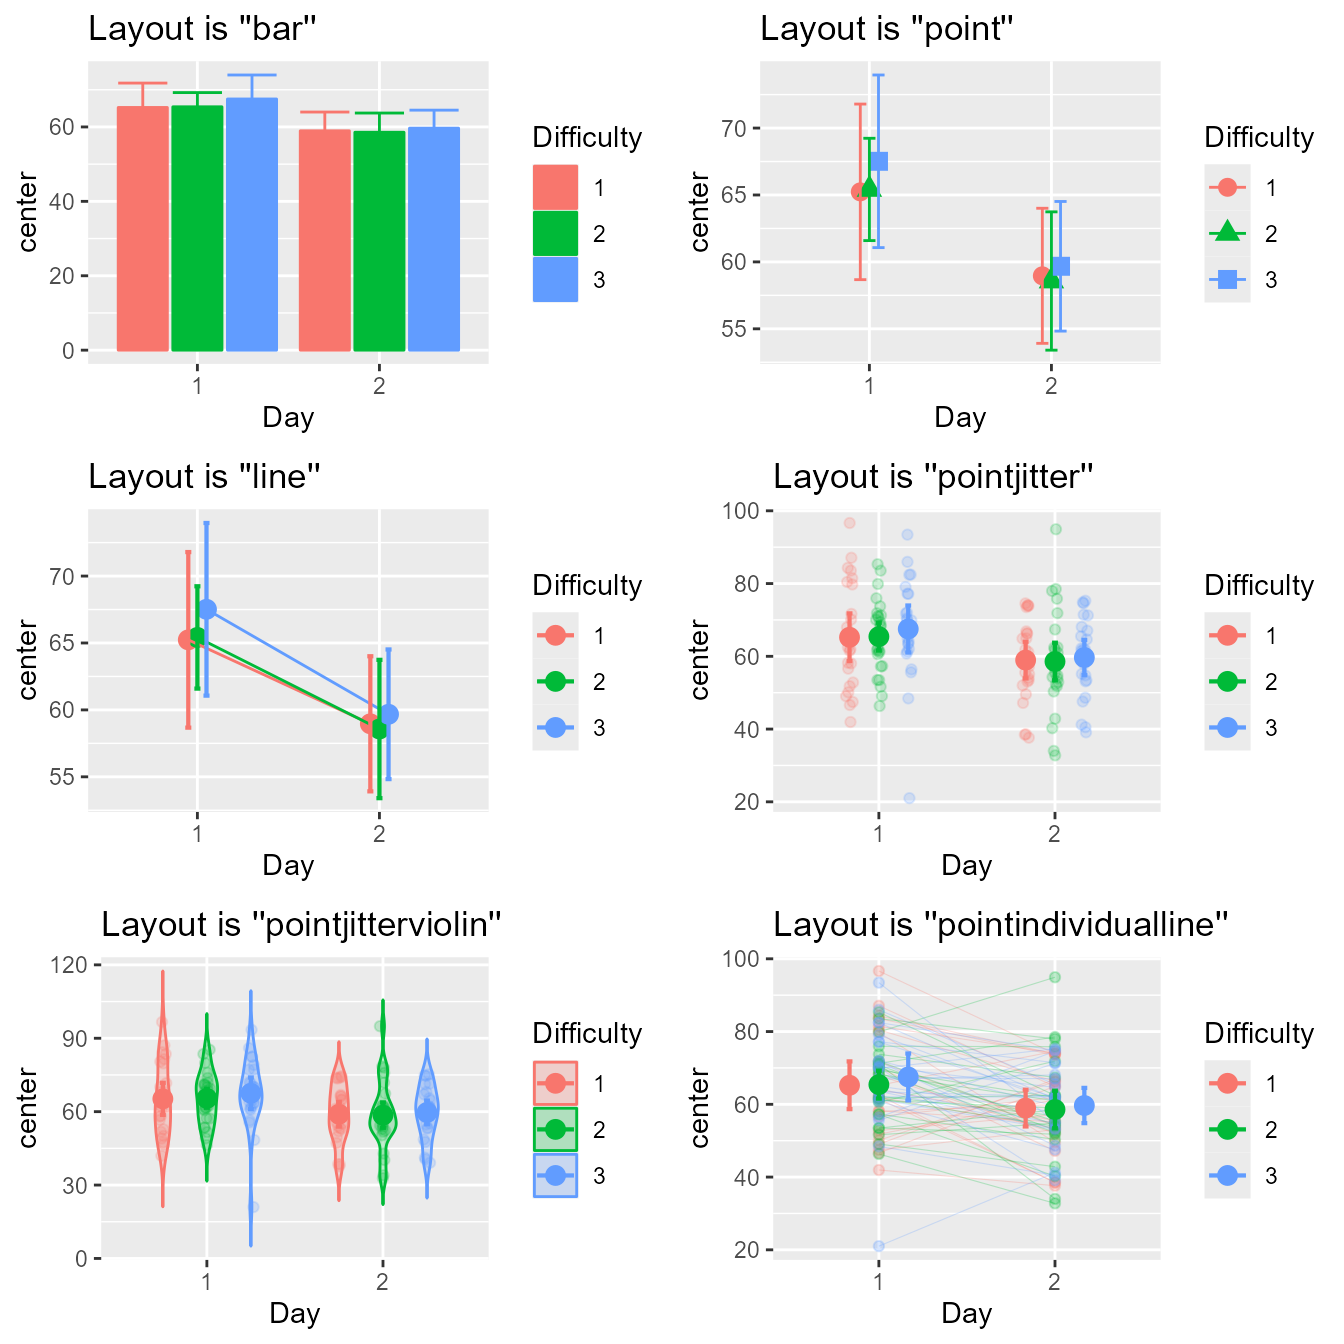 Layout is "bar"
center
60
40
20
0
1
2
Day
Difficulty
1
2
3
Layout is "point"
center
70
65
60
55
1
2
Day
Difficulty
1
2
3
Layout is "line"
center
70
65
60
55
1
2
Day
Difficulty
1
2
3
Layout is "pointjitter"
center
100
80
60
40
20
1
2
Day
Difficulty
1
2
3
Layout is "pointjitterviolin"
center
120
90
60
30
0
1
2
Day
Difficulty
1
2
3
Layout is "pointindividualline"
center
100
80
60
40
20
1
2
Day
Difficulty
1
2
3